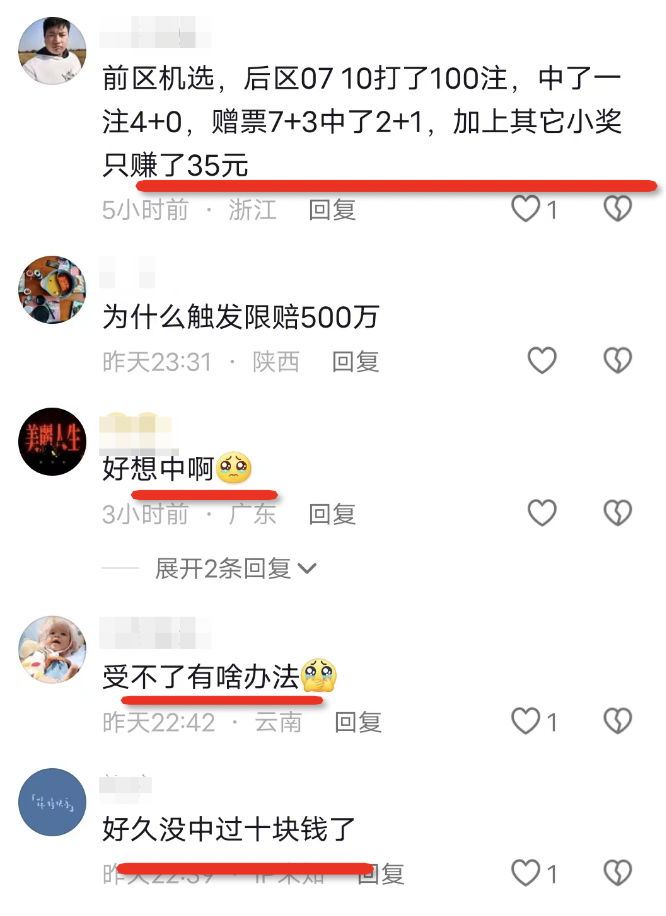 前区机选，后区07 10打了100注，中了一
注4+0，赠票7+3中了2+1，加上其它小奖
只赚了35元
5小时前 · 浙江 回复 1
为什么触发限赔500万
昨天23:31 · 陕西 回复
美丽人生
好想中啊🥹
3小时前 · 广东 回复
展开2条回复
受不了有啥办法
昨天22:42 · 云南 回复 1
好久没中过十块钱了
昨天22:39 · 回复 1